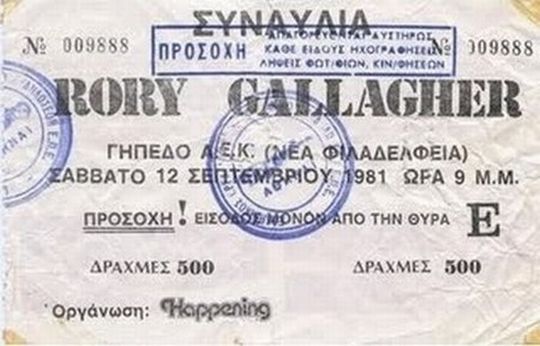 ΣΥΝΑΥΛΙΑ
№ 009888
ΠΡΟΣΟΧΗ
ΑΠΑΓΟΡΕΥΕΤΑΙ ΑΥΣΤΗΡΩΣ
ΚΑΘΕ ΕΙΔΟΥΣ ΗΧΟΓΡΑΦΗΣΕΙΣ
ΛΗΨΕΙΣ ΦΩΤ/ΦΙΩΝ, ΚΙΝ/ΦΗΣΕΩΝ
№ 009888
RORY GALLAGHER
ΓΗΠΕΔΟ Α.Ε.Κ. (ΝΕΑ ΦΙΛΑΔΕΛΦΕΙΑ)
ΣΑΒΒΑΤΟ 12 ΣΕΠΤΕΜΒΡΙΟΥ 1981 ΩΡΑ 9 Μ.Μ.
ΠΡΟΣΟΧΗ! ΕΙΣΟΔΟΣ ΜΟΝΟΝ ΑΠΟ ΤΗΝ ΘΥΡΑ Ε
ΔΡΑΧΜΕΣ 500 ΔΡΑΧΜΕΣ 500
Οργάνωση: Happening